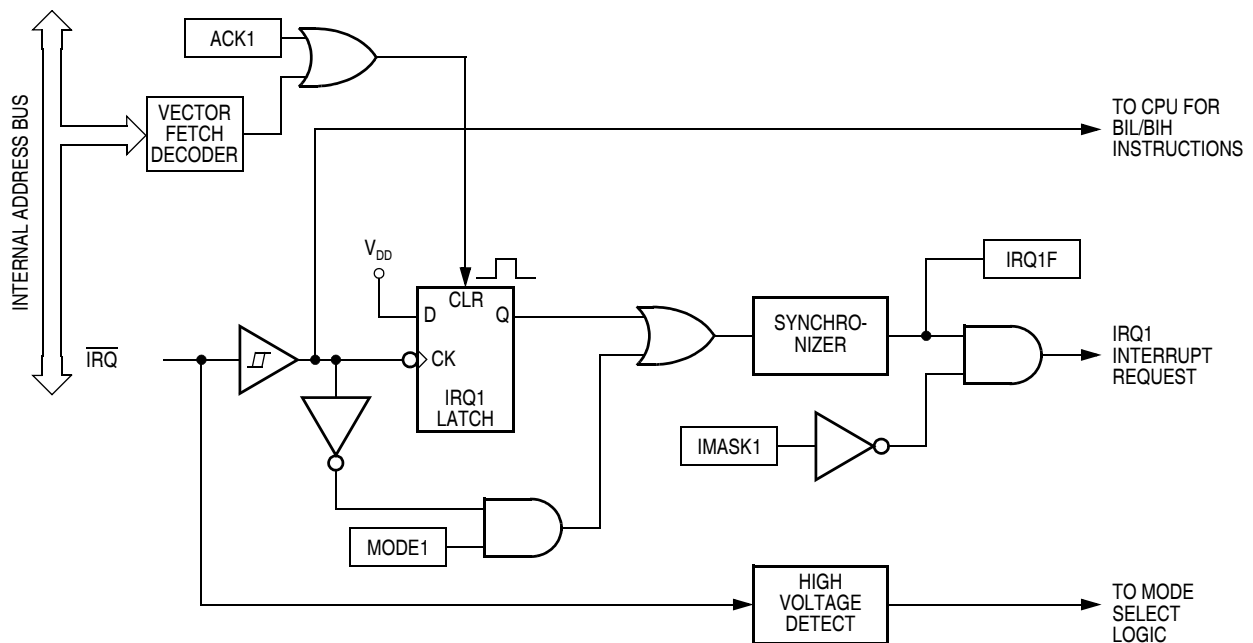 ACK1
INTERNAL ADDRESS BUS
VECTOR
FETCH
DECODER
TO CPU FOR
BIL/BIH
INSTRUCTIONS
VDD
CLR
D
Q
CK
IRQ1
LATCH
IRQ
SYNCHRO-
NIZER
IRQ1F
IRQ1
INTERRUPT
REQUEST
IMASK1
MODE1
HIGH
VOLTAGE
DETECT
TO MODE
SELECT
LOGIC